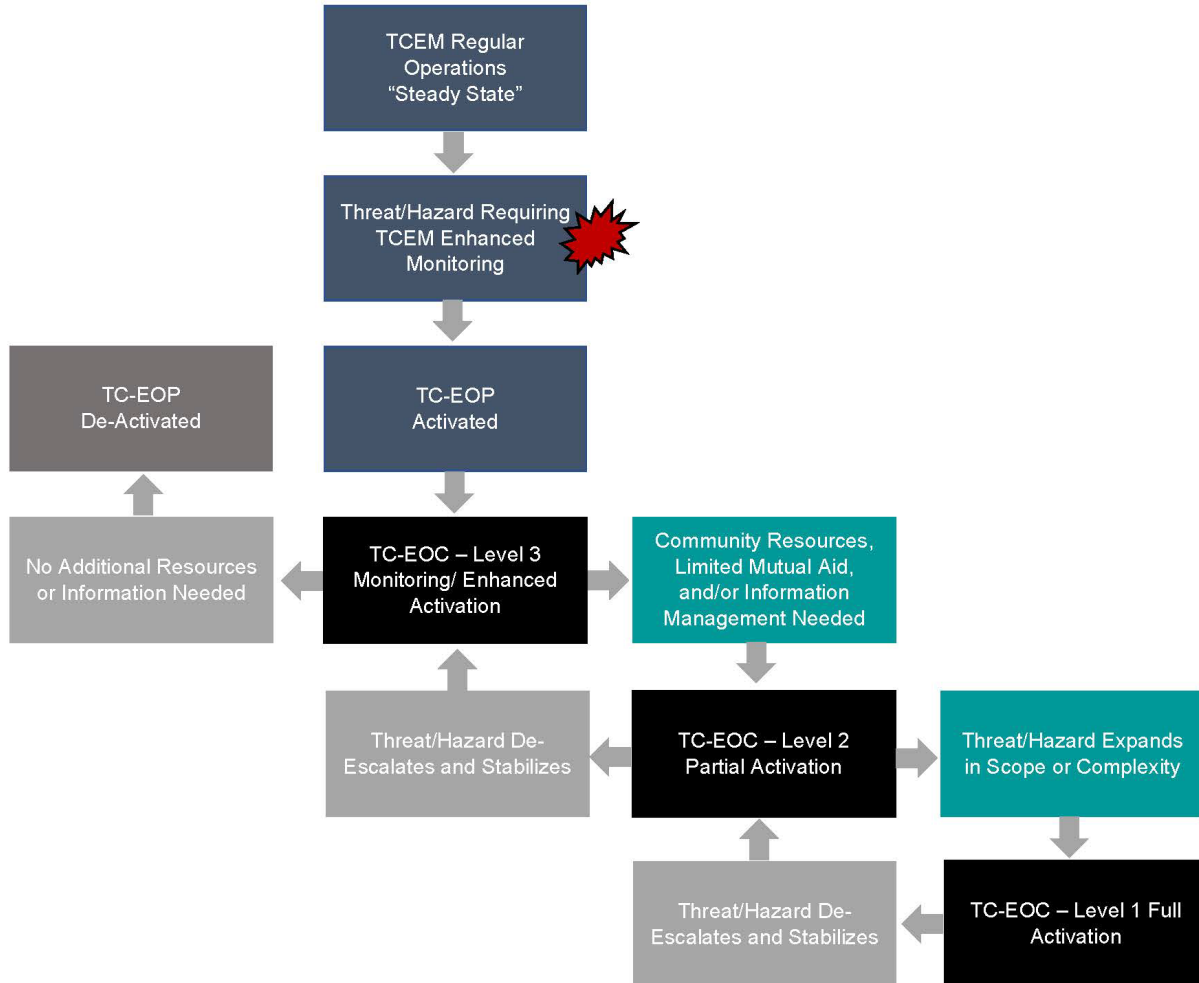 TCEM Regular
Operations
“Steady State”
Threat/Hazard Requiring
TCEM Enhanced
Monitoring
TC-EOP
De-Activated
TC-EOP
Activated
No Additional Resources
or Information Needed
TC-EOC – Level 3
Monitoring/ Enhanced
Activation
Community Resources,
Limited Mutual Aid,
and/or Information
Management Needed
Threat/Hazard De-
Escalates and Stabilizes
TC-EOC – Level 2
Partial Activation
Threat/Hazard Expands
in Scope or Complexity
Threat/Hazard De-
Escalates and Stabilizes
TC-EOC – Level 1 Full
Activation